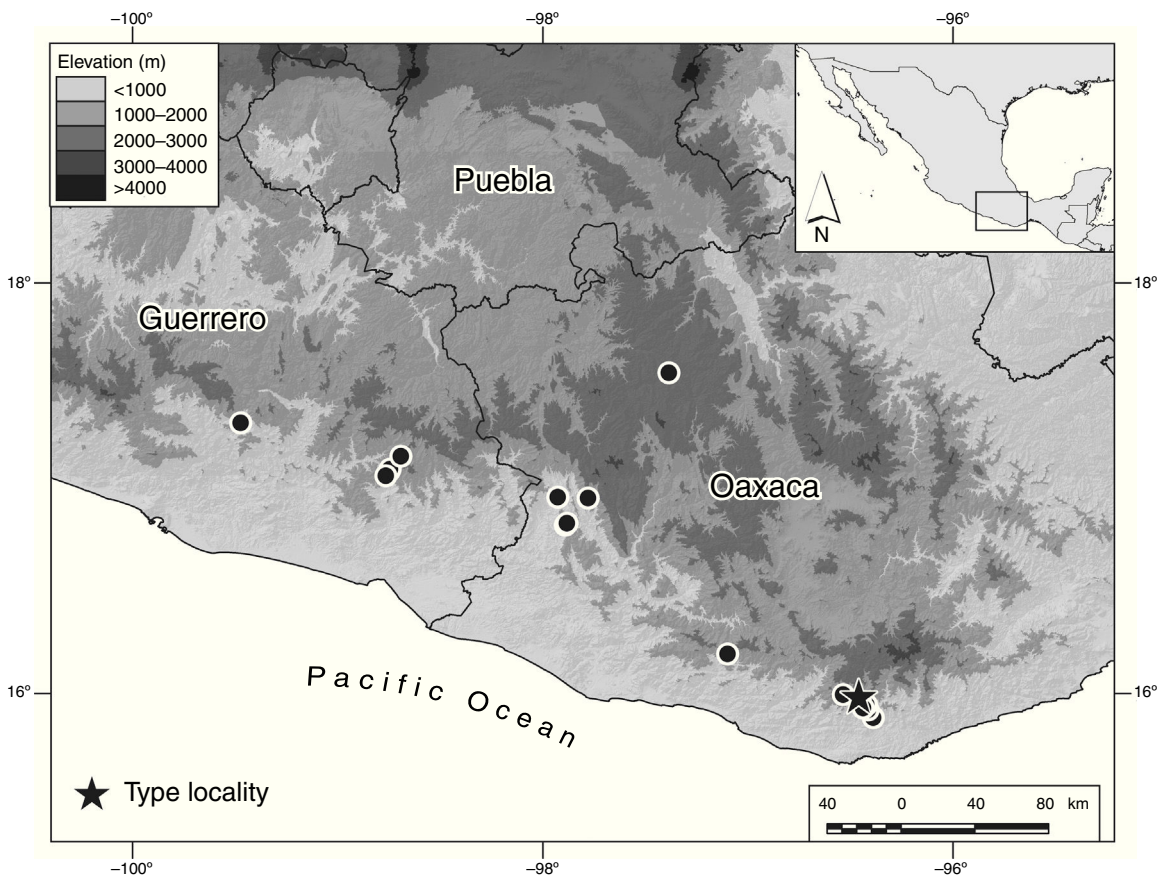 –100°
–98°
–96°
Elevation (m)
<1000
1000–2000
2000–3000
3000–4000
>4000
N
Puebla
18°
18°
Guerrero
Oaxaca
16°
16°
Pacific Ocean
Type locality
40 0 40 80 km
–100°
–98°
–96°